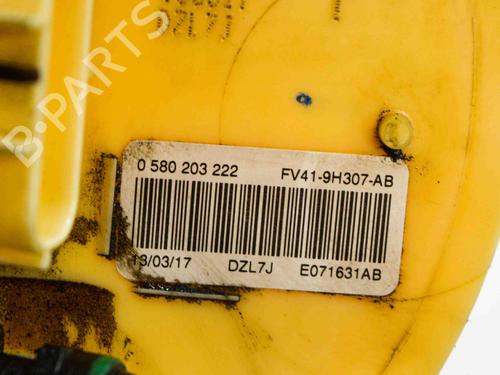 B-PARTS
0 580 203 222 FV41-9H307-AB
13/03/17 DZL7J E071631AB